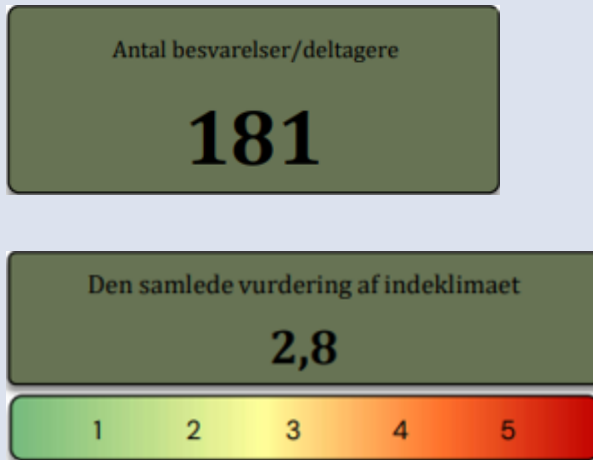 Antal besvarelser/deltagere
181
Den samlede vurdering af indeklimaet
2,8
1 2 3 4 5